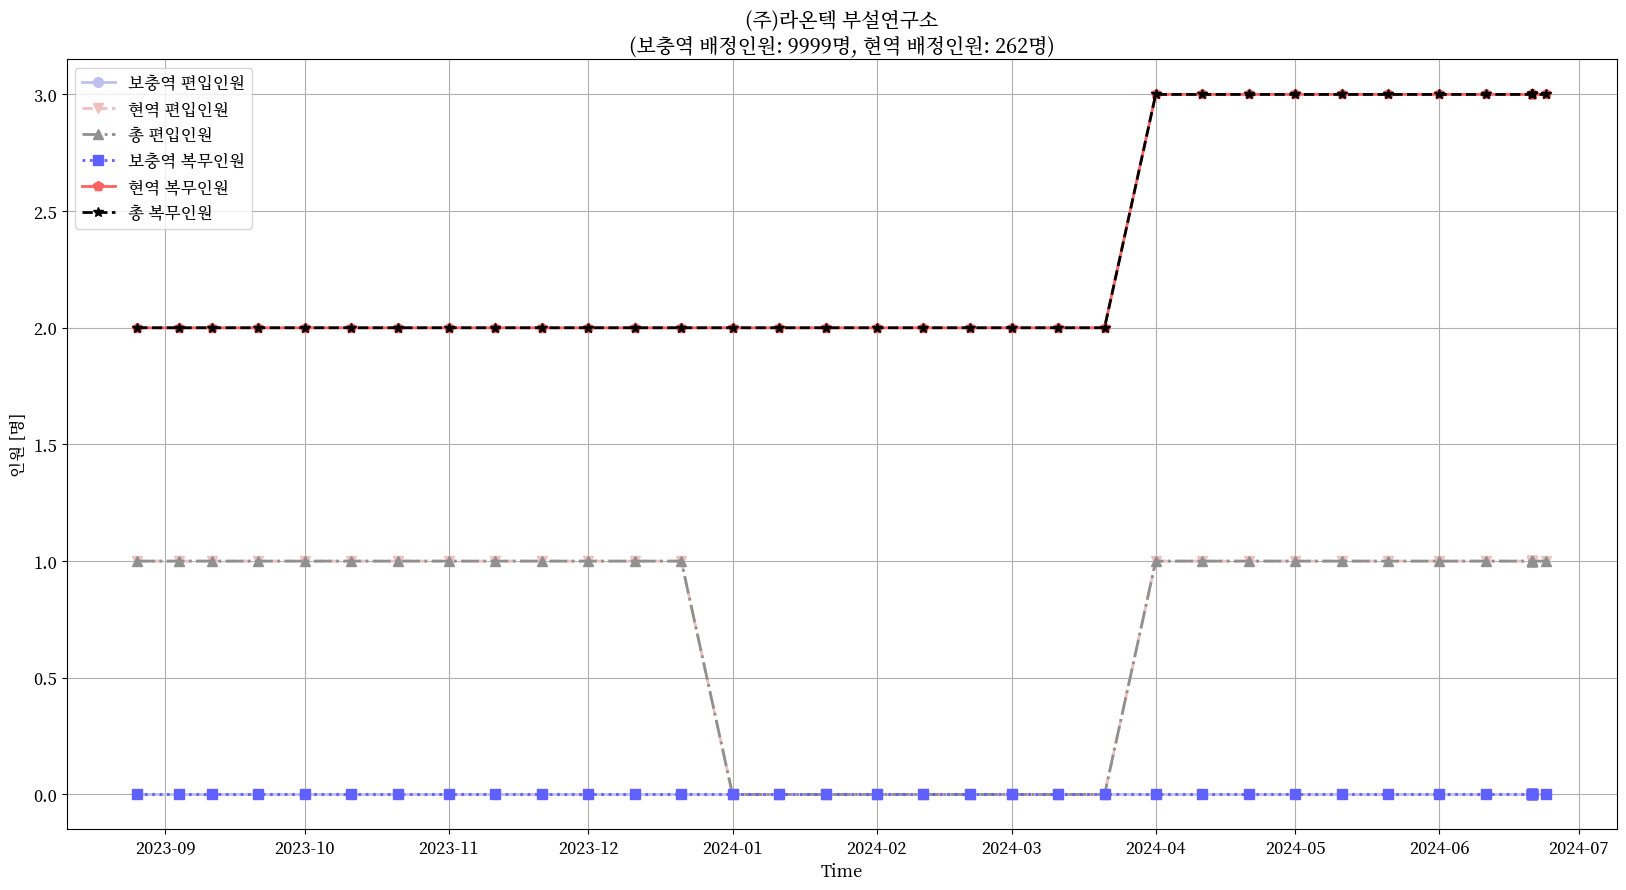 (주)라온텍 부설연구소
(보충역 배정인원: 9999명, 현역 배정인원: 262명)
보충역 편입인원
현역 편입인원
총 편입인원
보충역 복무인원
현역 복무인원
총 복무인원
3.0
2.5
2.0
1.5
1.0
0.5
0.0
인원 [명]
2023-09 2023-10 2023-11 2023-12 2024-01 2024-02 2024-03 2024-04 2024-05 2024-06 2024-07
Time